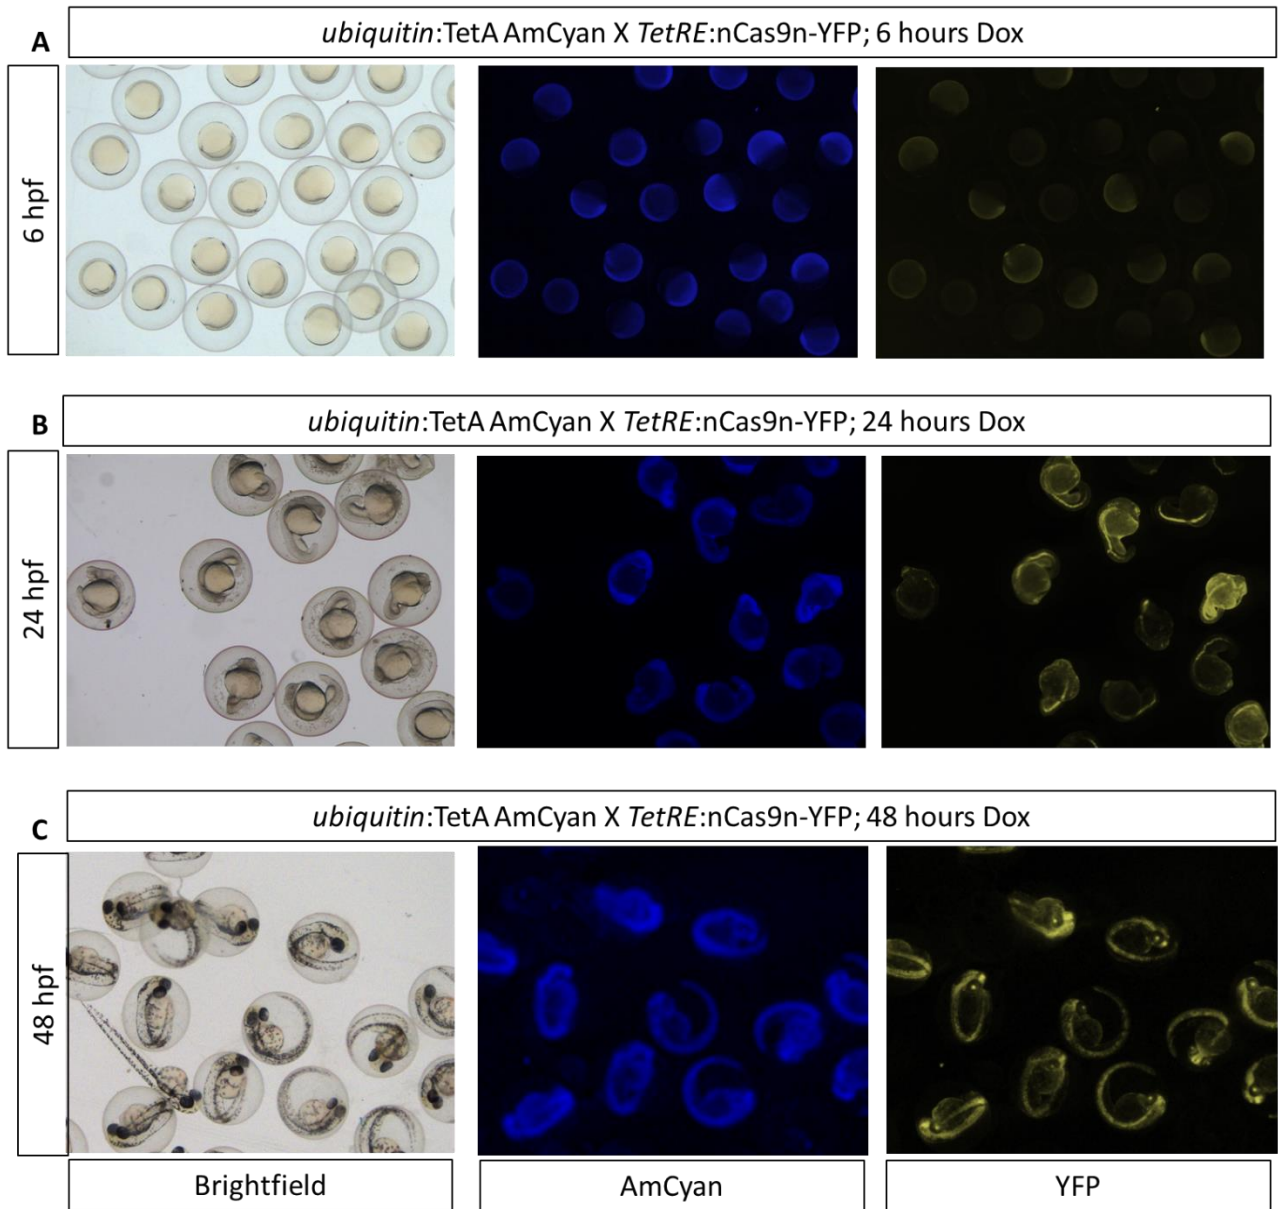 A
ubiquitin:TetA AmCyan X TetRE:nCas9n-YFP; 6 hours Dox
6 hpf
B
ubiquitin:TetA AmCyan X TetRE:nCas9n-YFP; 24 hours Dox
24 hpf
C
ubiquitin:TetA AmCyan X TetRE:nCas9n-YFP; 48 hours Dox
48 hpf
Brightfield
AmCyan
YFP